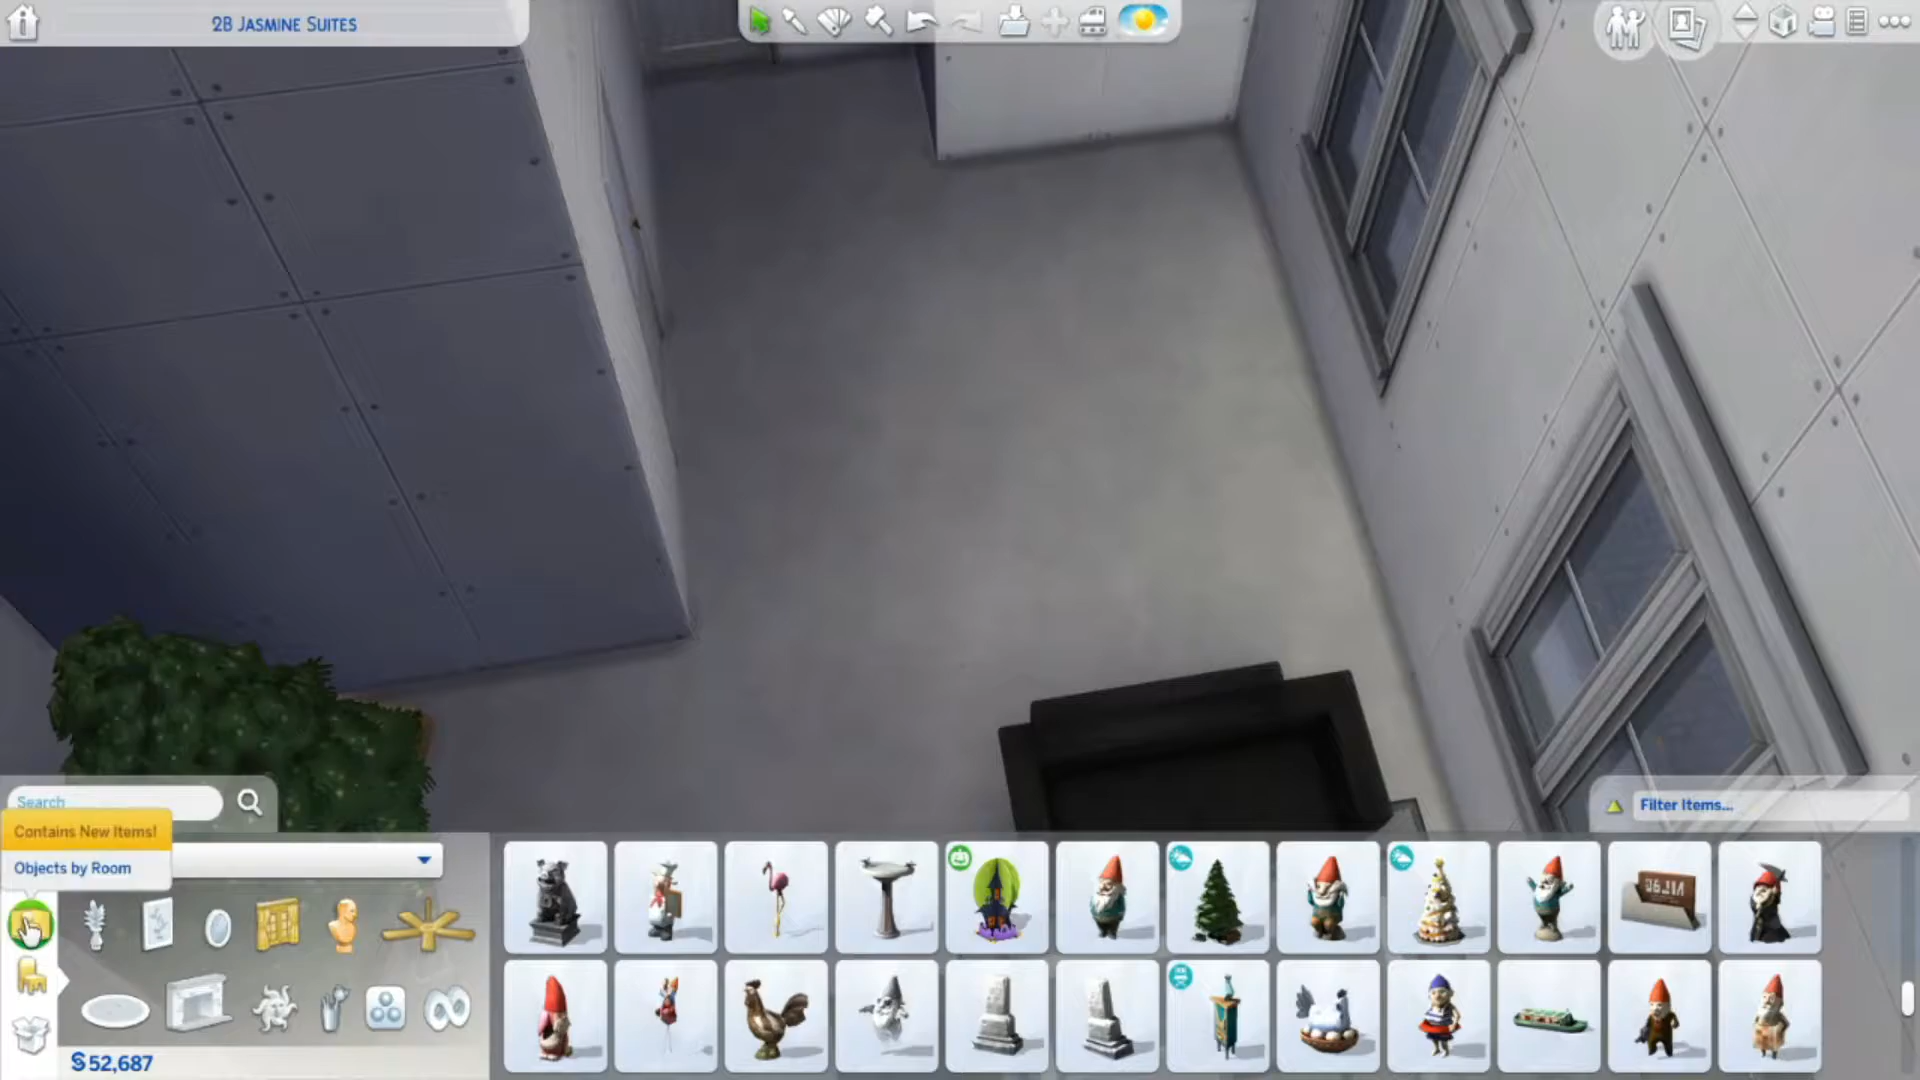 2B JASMINE SUITES
Search
Contains New Items!
Objects by Room
Filter Items...
§52,687